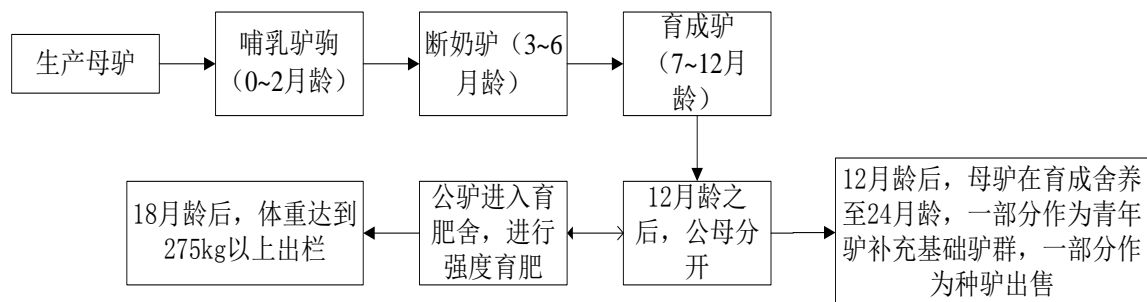 生产母驴
哺乳驴驹
（0~2月龄）
断奶驴（3~6
月龄）
育成驴
（7~12月
龄）
18月龄后，体重达到
275kg以上出栏
公驴进入育
肥舍，进行
强度育肥
12月龄之
后，公母分
开
12月龄后，母驴在育成舍养
至24月龄，一部分作为青年
驴补充基础驴群，一部分作
为种驴出售